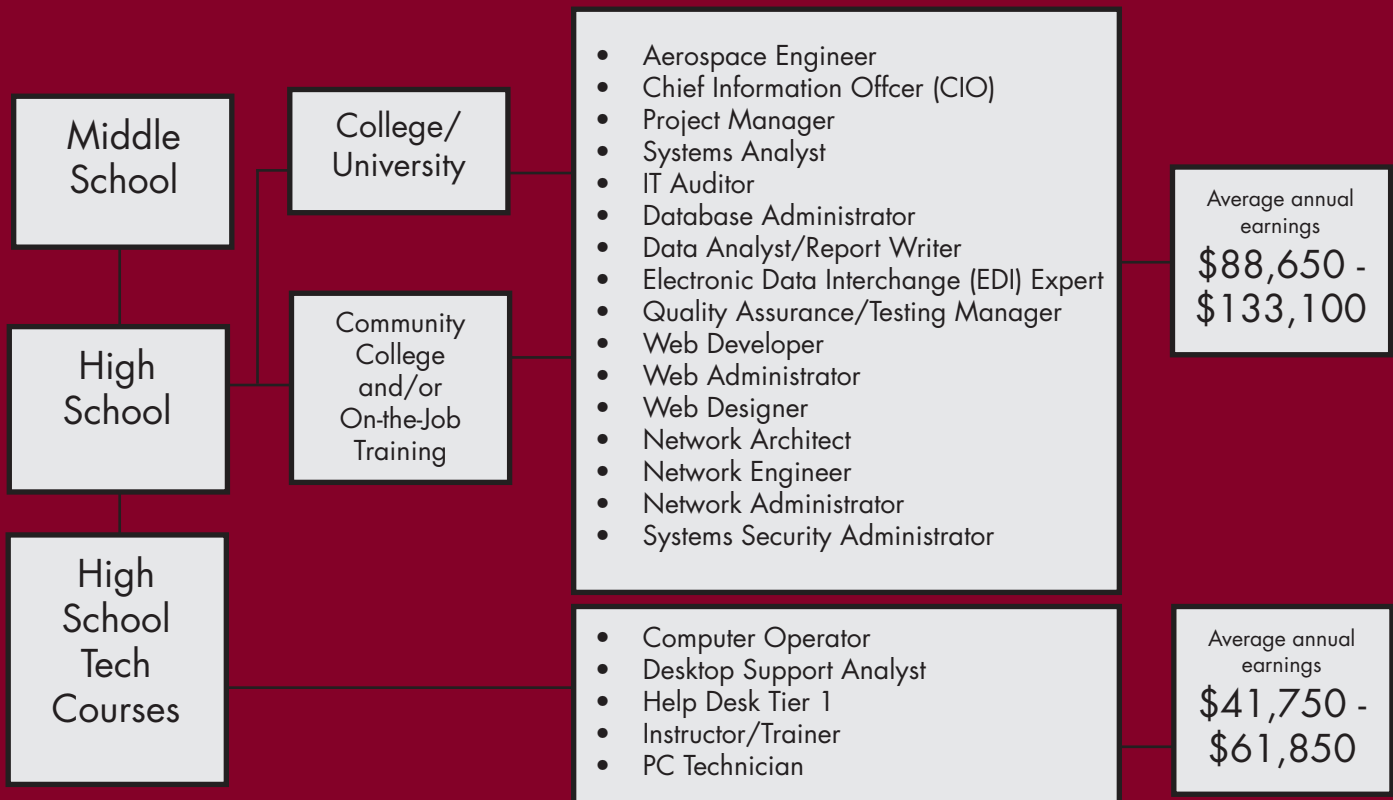 Middle
School
High
School
High
School
Tech
Courses
College/
University
Community
College
and/or
On-the-Job
Training
• Aerospace Engineer
• Chief Information Offcer (CIO)
• Project Manager
• Systems Analyst
• IT Auditor
• Database Administrator
• Data Analyst/Report Writer
• Electronic Data Interchange (EDI) Expert
• Quality Assurance/Testing Manager
• Web Developer
• Web Administrator
• Web Designer
• Network Architect
• Network Engineer
• Network Administrator
• Systems Security Administrator
Average annual
earnings
$88,650 -
$133,100
• Computer Operator
• Desktop Support Analyst
• Help Desk Tier 1
• Instructor/Trainer
• PC Technician
Average annual
earnings
$41,750 -
$61,850